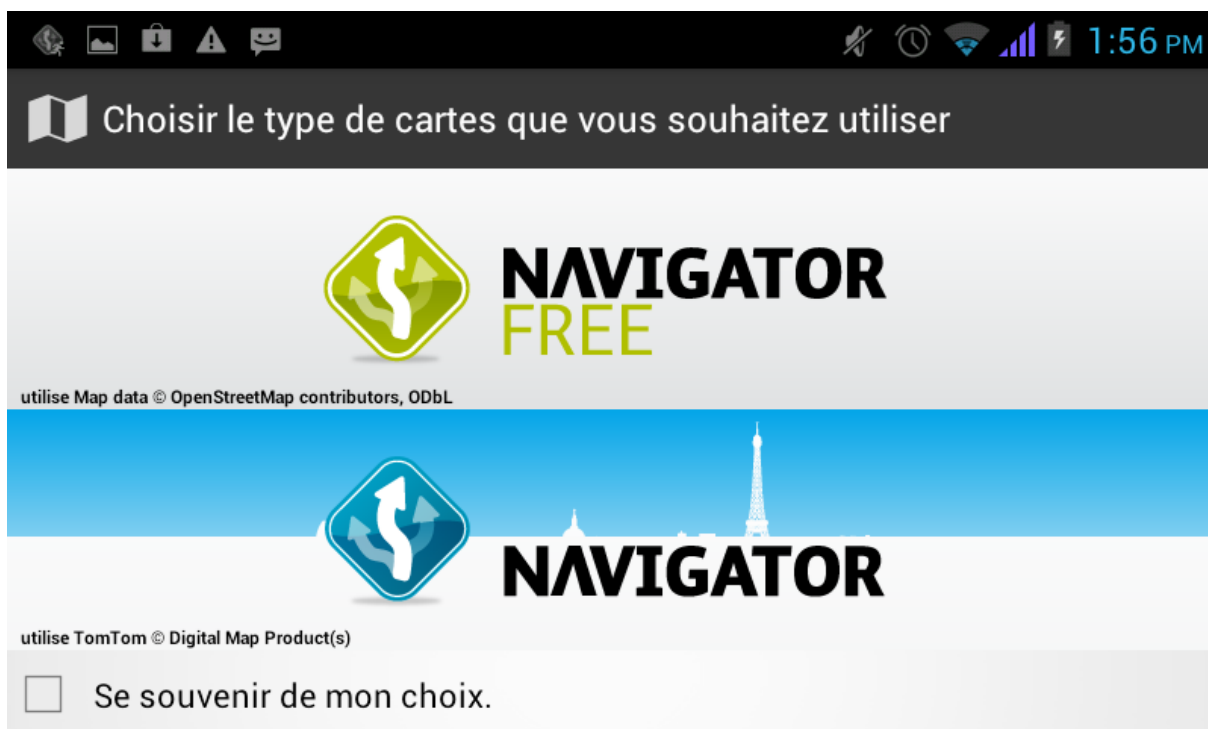 1:56 PM
Choisir le type de cartes que vous souhaitez utiliser
NAVIGATOR
FREE
utilise Map data © OpenStreetMap contributors, ODbL
NAVIGATOR
utilise TomTom © Digital Map Product(s)
Se souvenir de mon choix.